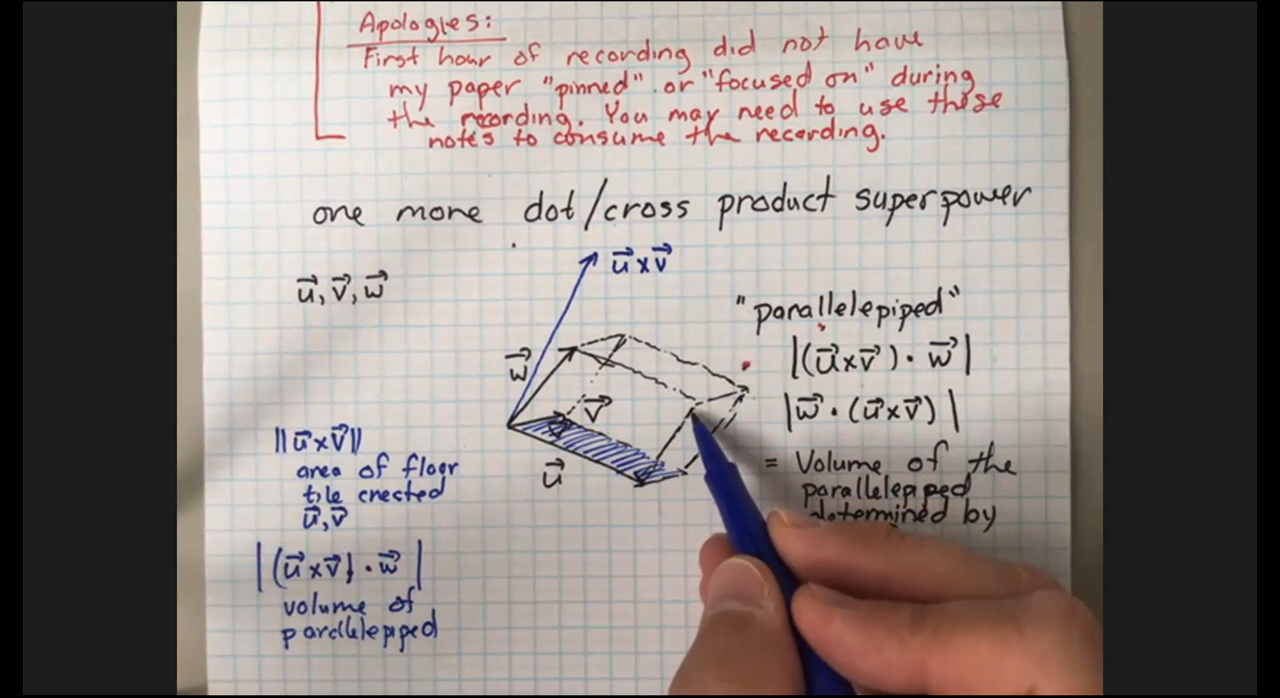 Apologies:
First hour of recording did not have
my paper "pinned" or "focused on" during
the recording. You may need to use these
notes to consume the recording.
one more dot/cross product superpower
u⃗ x v⃗
u⃗, v⃗, w⃗
"parallelepiped"
|(u⃗ x v⃗) · w⃗|
w⃗
v⃗
u⃗
|w⃗ · (u⃗ x v⃗)|
= Volume of the
parallelepiped
determined by
||u⃗ x v⃗||
area of floor
tile created
u⃗, v⃗
|(u⃗ x v⃗) · w⃗|
volume of
parallelepiped